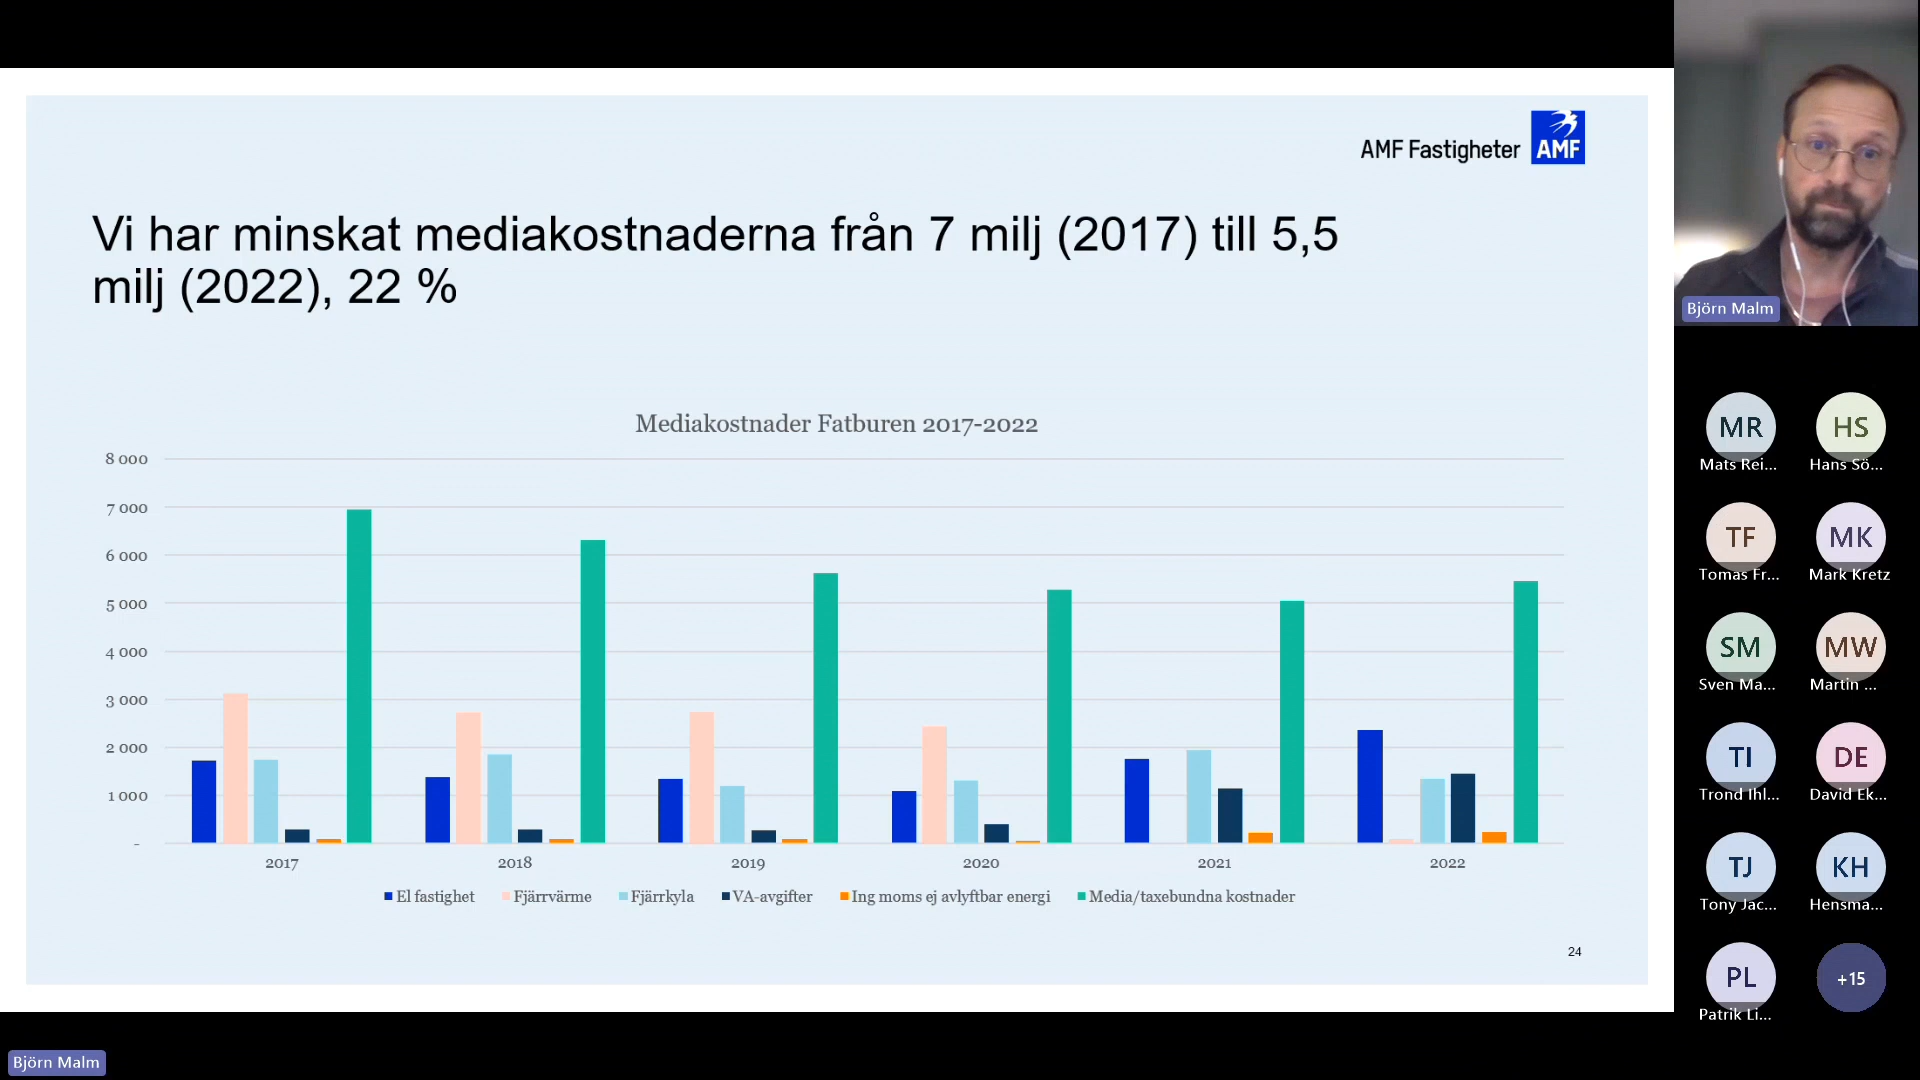 AMF Fastigheter
AMF
Vi har minskat mediakostnaderna från 7 milj (2017) till 5,5
milj (2022), 22 %
Mediakostnader Fatburen 2017-2022
8 000
7 000
6 000
5 000
4 000
3 000
2 000
1 000
-
2017 2018 2019 2020 2021 2022
El fastighet Fjärrvärme Fjärrkyla VA-avgifter Ing moms ej avlyftbar energi Media/taxebundna kostnader
24
Björn Malm
MR HS
Mats Rei... Hans Sö...
TF MK
Tomas Fr... Mark Kretz
SM MW
Sven Ma... Martin ...
TI DE
Trond Ihl... David Ek...
TJ KH
Tony Jac... Hensma...
PL +15
Patrik Li...
Björn Malm